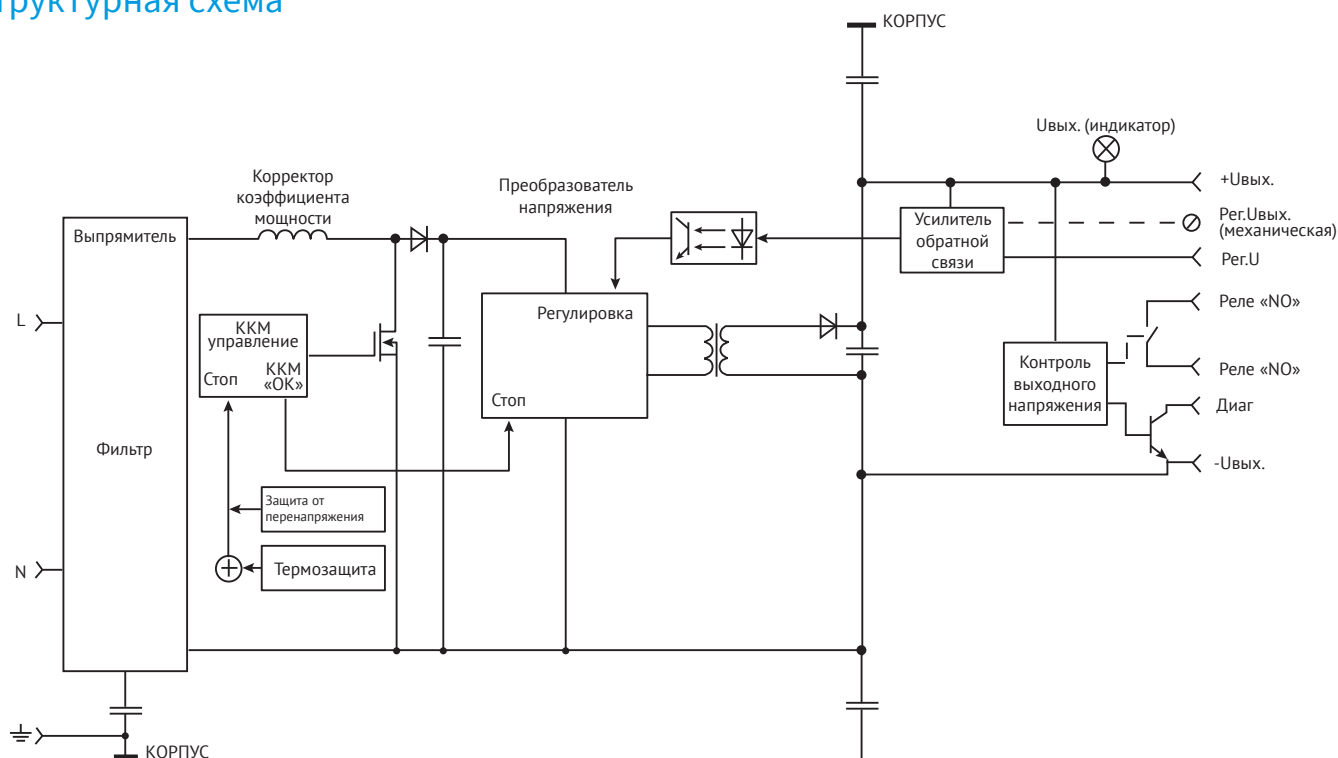 труктурная схема
КОРПУС
Uвых. (индикатор)
Корректор
коэффициента
мощности
Преобразователь
напряжения
+Uвых.
Выпрямитель
Усилитель
обратной
связи
Рег.Uвых.
(механическая)
Рег.U
L
ККМ
управление
Стоп
ККМ
«ОК»
Регулировка
Стоп
Реле «NO»
Контроль
выходного
напряжения
Реле «NO»
Диаг
Фильтр
-Uвых.
Защита от
перенапряжения
N
Термозащита
КОРПУС